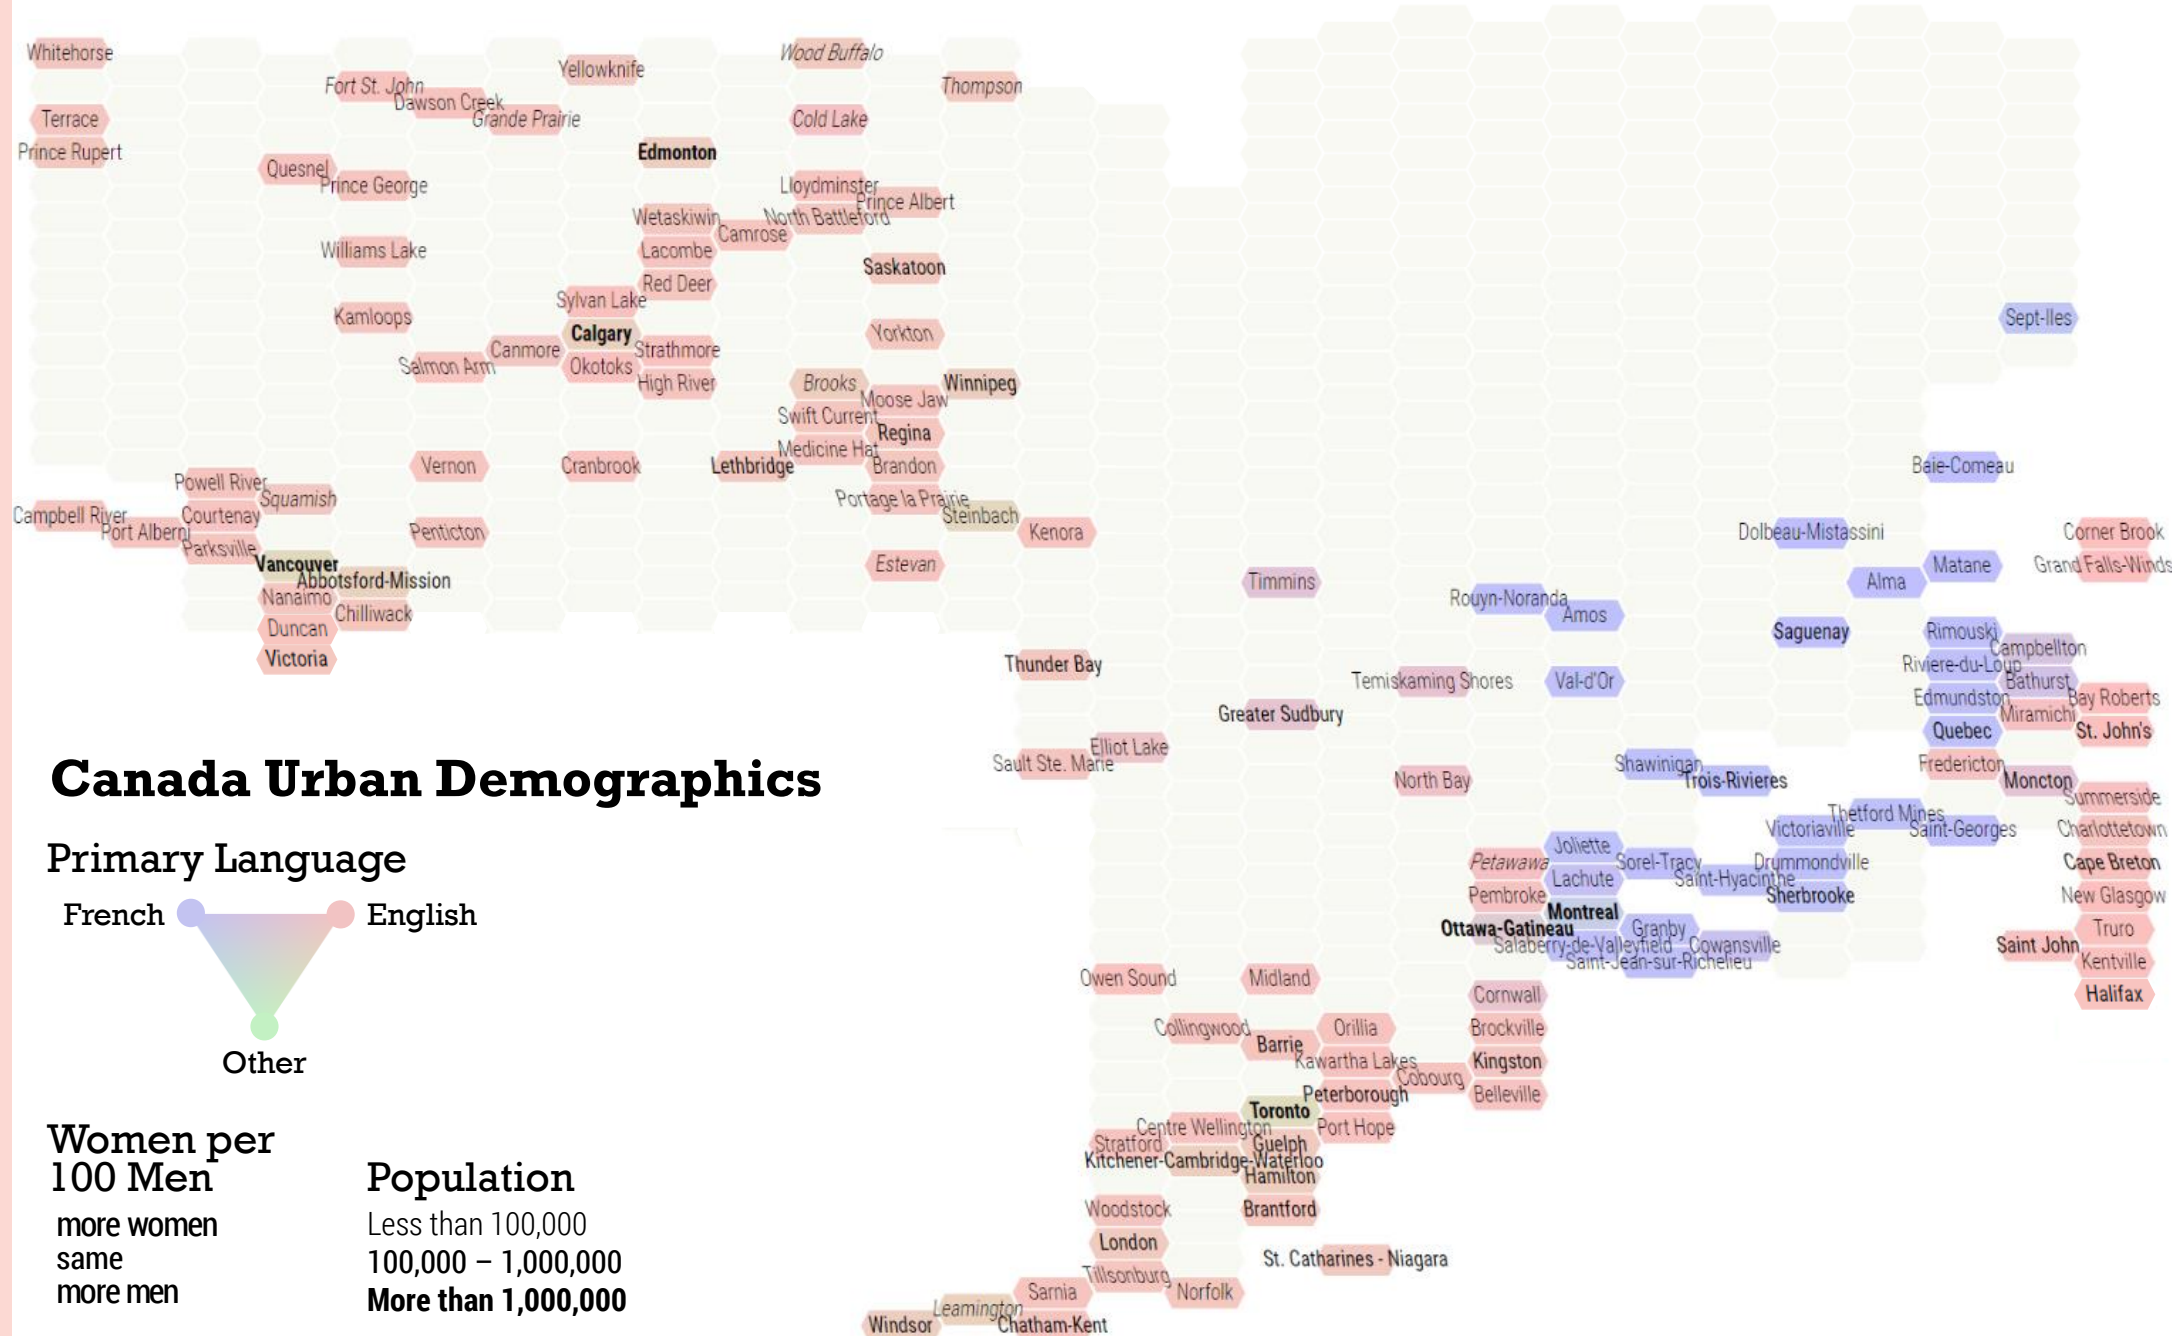 Whitehorse
Wood Buffalo
Yellowknife
Fort St. John
Thompson
Dawson Creek
Terrace
Grande Prairie
Cold Lake
Prince Rupert
Edmonton
Quesnel
Prince George
Lloydminster
Prince Albert
Wetaskiwin
North Battleford
Camrose
Williams Lake
Lacombe
Saskatoon
Red Deer
Sylvan Lake
Kamloops
Sept-Iles
Calgary
Yorkton
Canmore
Strathmore
Salmon Arm
Okotoks
High River
Brooks
Winnipeg
Moose Jaw
Swift Current
Regina
Medicine Hat
Vernon
Cranbrook
Lethbridge
Brandon
Baie-Comeau
Powell River
Squamish
Portage la Prairie
Campbell River
Courtenay
Steinbach
Port Alberni
Penticton
Kenora
Dolbeau-Mistassini
Corner Brook
Parksville
Vancouver
Estevan
Matane
Grand Falls-Winds
Abbotsford-Mission
Timmins
Alma
Nanaimo
Rouyn-Noranda
Chilliwack
Amos
Duncan
Saguenay
Rimouski
Campbellton
Victoria
Thunder Bay
Riviere-du-Loup
Temiskaming Shores
Val-d'Or
Bathurst
Edmundston
Bay Roberts
Greater Sudbury
Miramichi
Quebec
St. John's
Elliot Lake
Sault Ste. Marie
Shawinigan
Fredericton
North Bay
Trois-Rivieres
Moncton
Summerside
Thetford Mines
Victoriaville
Saint-Georges
Charlottetown
Joliette
Petawawa
Sorel-Tracy
Drummondville
Cape Breton
Lachute
Saint-Hyacinthe
Pembroke
Sherbrooke
New Glasgow
Montreal
Ottawa-Gatineau
Granby
Truro
Salaberry-de-Valleyfield
Cowansville
Saint John
Saint-Jean-sur-Richelieu
Kentville
Owen Sound
Midland
Cornwall
Halifax
Collingwood
Orillia
Brockville
Barrie
Kawartha Lakes
Kingston
Cobourg
Peterborough
Belleville
Toronto
Centre Wellington
Port Hope
Stratford
Guelph
Kitchener-Cambridge-Waterloo
Hamilton
Woodstock
Brantford
London
St. Catharines - Niagara
Tillsonburg
Sarnia
Norfolk
Leamington
Windsor
Chatham-Kent
Canada Urban Demographics
Primary Language
French
English
Other
Women per
100 Men
more women
same
more men
Population
Less than 100,000
100,000 – 1,000,000
More than 1,000,000